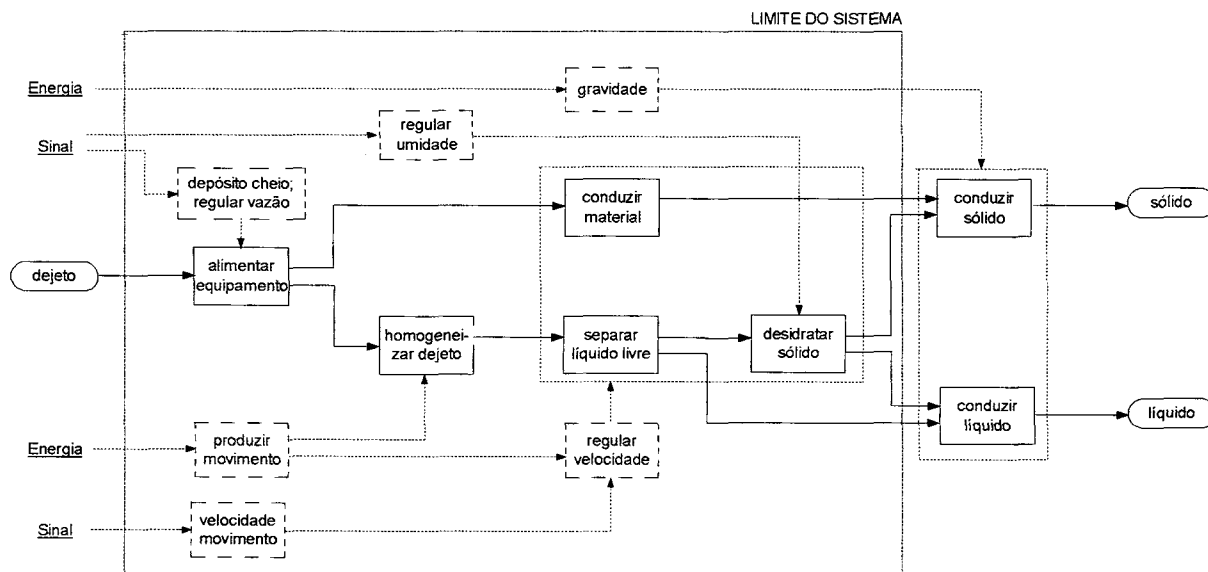 LIMITE DO SISTEMA
Energia
gravidade
Sinal
regular
umidade
depósito cheio;
regular vazão
conduzir
material
conduzir
sólido
sólido
dejeto
alimentar
equipamento
homogenei-
zar dejeto
separar
líquido livre
desidratar
sólido
conduzir
líquido
líquido
Energia
produzir
movimento
regular
velocidade
Sinal
velocidade
movimento